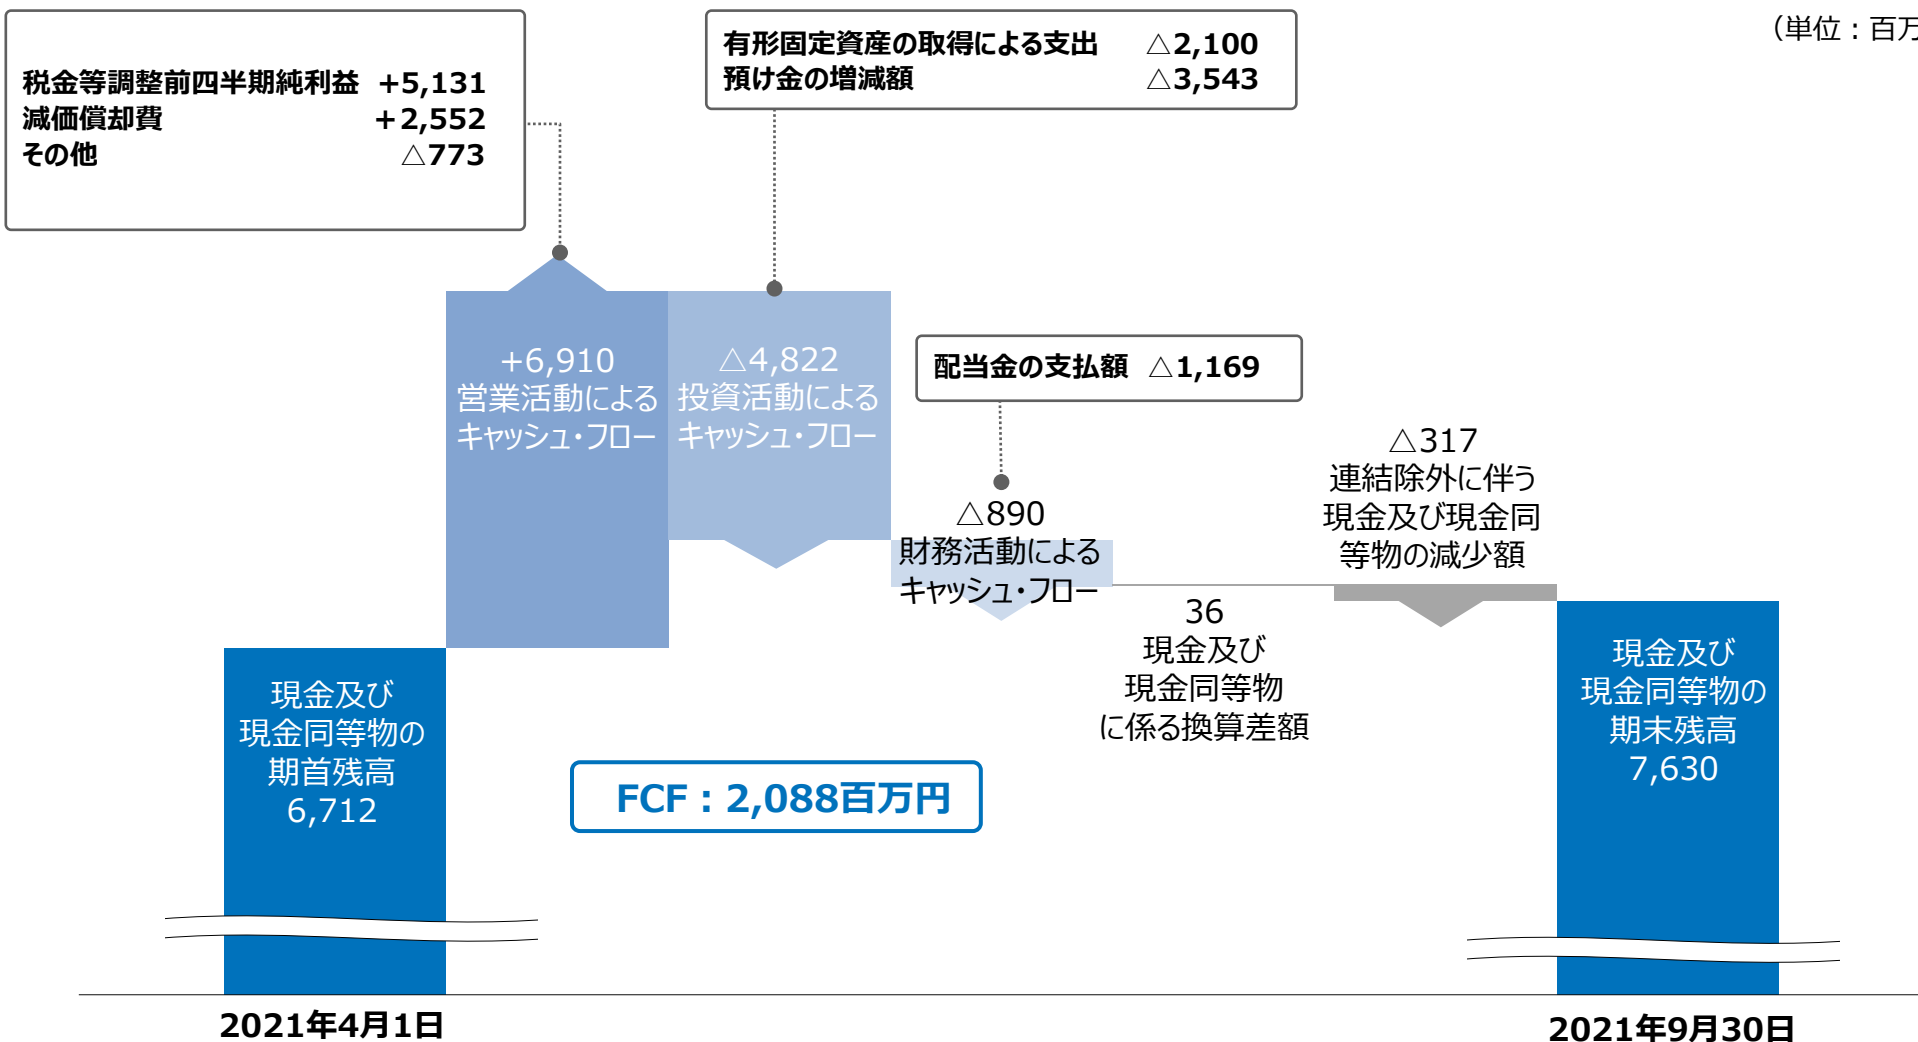 （単位：百万
税金等調整前四半期純利益 +5,131
減価償却費 +2,552
その他 △773
有形固定資産の取得による支出 △2,100
預け金の増減額 △3,543
+6,910
営業活動による
キャッシュ・フロー
△4,822
投資活動による
キャッシュ・フロー
配当金の支払額 △1,169
△890
財務活動による
キャッシュ・フロー
36
現金及び
現金同等物
に係る換算差額
△317
連結除外に伴う
現金及び現金同
等物の減少額
現金及び
現金同等物の
期首残高
6,712
現金及び
現金同等物の
期末残高
7,630
FCF：2,088百万円
2021年4月1日
2021年9月30日